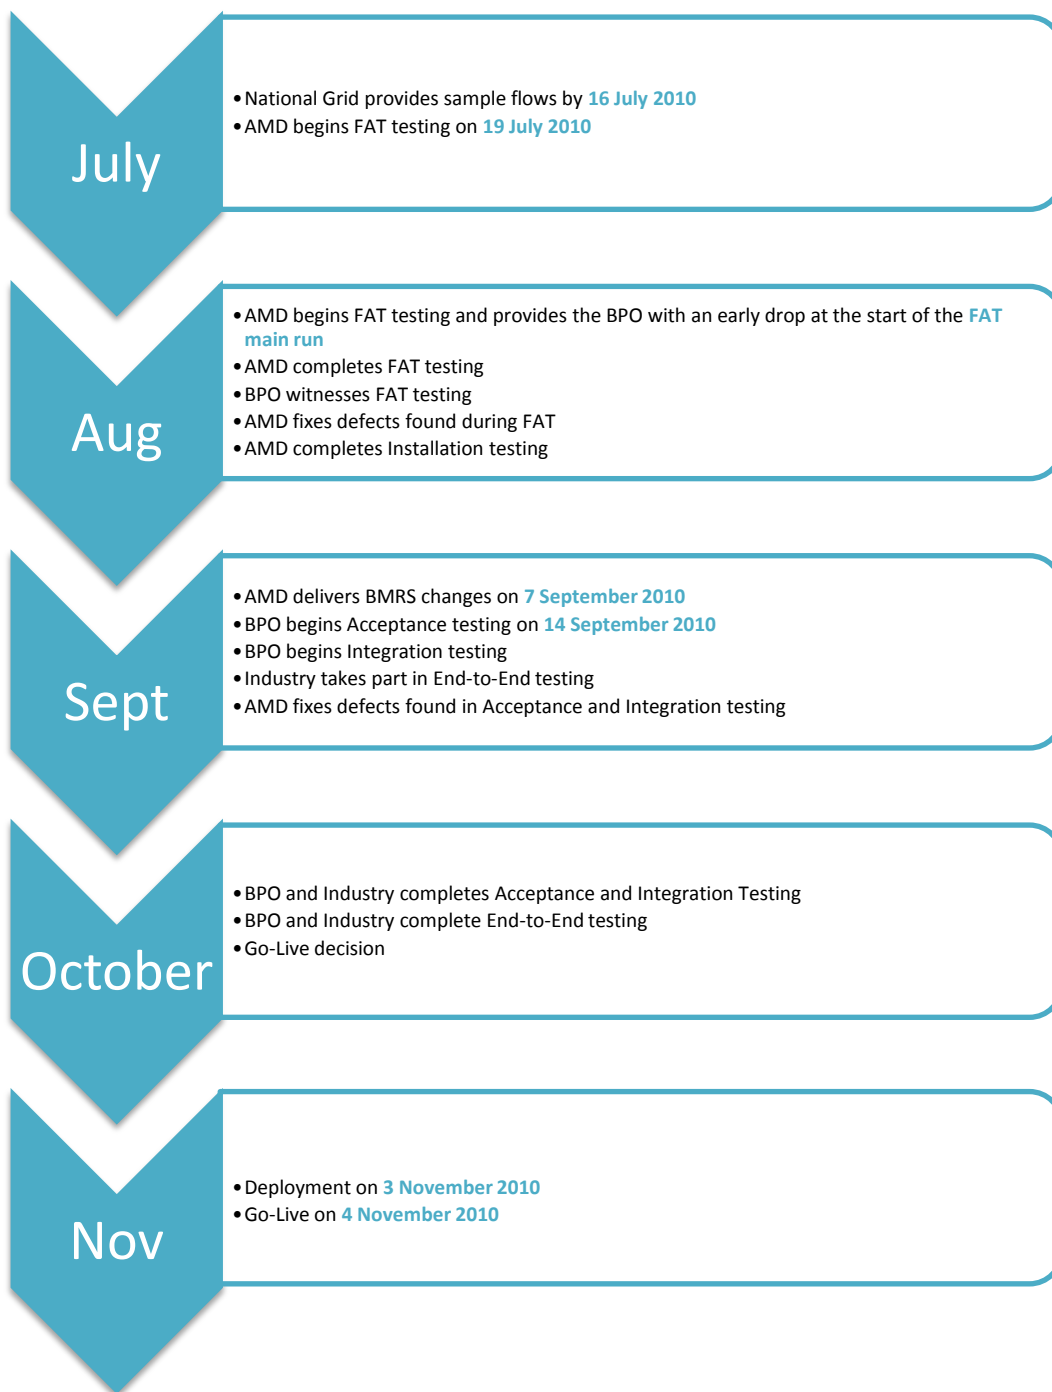 July
•National Grid provides sample flows by 16 July 2010
•AMD begins FAT testing on 19 July 2010
Aug
•AMD begins FAT testing and provides the BPO with an early drop at the start of the FAT
main run
•AMD completes FAT testing
•BPO witnesses FAT testing
•AMD fixes defects found during FAT
•AMD completes Installation testing
Sept
•AMD delivers BMRS changes on 7 September 2010
•BPO begins Acceptance testing on 14 September 2010
•BPO begins Integration testing
•Industry takes part in End-to-End testing
•AMD fixes defects found in Acceptance and Integration testing
October
•BPO and Industry completes Acceptance and Integration Testing
•BPO and Industry complete End-to-End testing
•Go-Live decision
Nov
•Deployment on 3 November 2010
•Go-Live on 4 November 2010